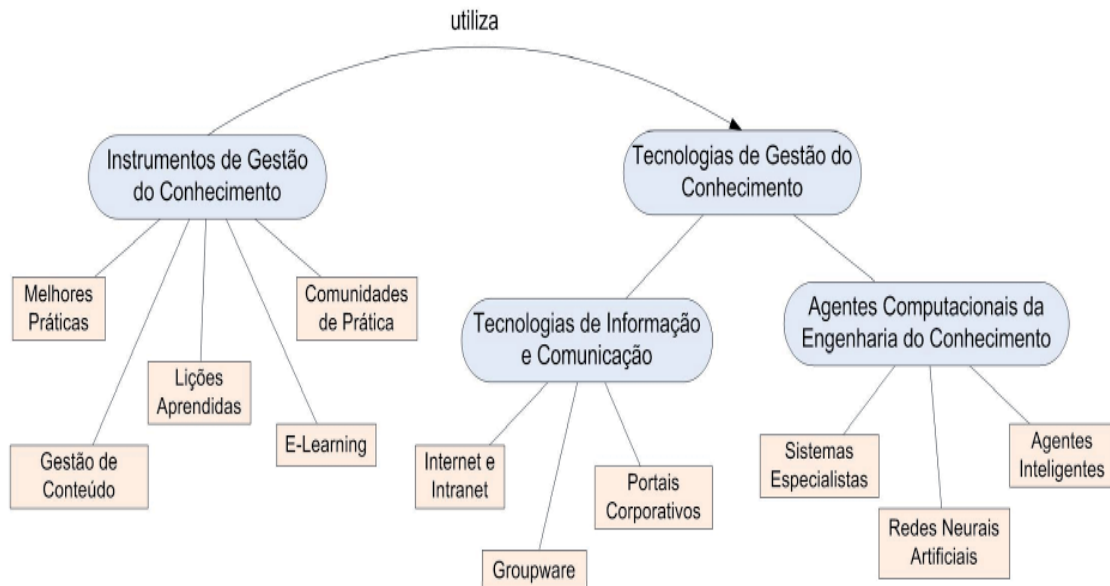 utiliza
Instrumentos de Gestão
do Conhecimento
Tecnologias de Gestão do
Conhecimento
Melhores
Práticas
Comunidades
de Prática
Lições
Aprendidas
E-Learning
Gestão de
Conteúdo
Tecnologias de Informação
e Comunicação
Agentes Computacionais da
Engenharia do Conhecimento
Internet e
Intranet
Portais
Corporativos
Groupware
Sistemas
Especialistas
Agentes
Inteligentes
Redes Neurais
Artificiais